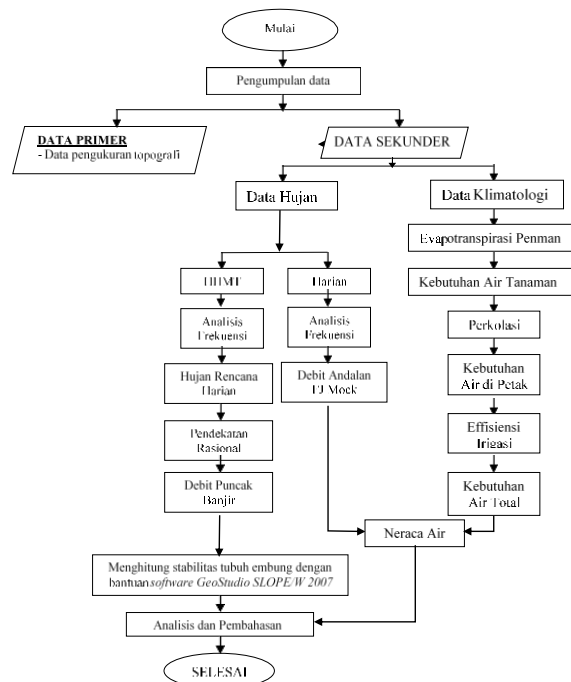 Mulai
Pengumpulan data
DATA PRIMER
- Data pengukuran topografi
DATA SEKUNDER
Data Hujan
Data Klimatologi
Evapotranspirasi Penman
HHMT
Harian
Kebutuhan Air Tanaman
Analisis
Frekuensi
Analisis
Frekuensi
Perkolasi
Hujan Rencana
Harian
Debit Andalan
FJ Mock
Kebutuhan
Air di Petak
Pendekatan
Rasional
Effisiensi
Irigasi
Debit Puncak
Banjir
Kebutuhan
Air Total
Neraca Air
Menghitung stabilitas tubuh embung dengan
bantuan software GeoStudio SLOPE/W 2007
Analisis dan Pembahasan
SELESAI